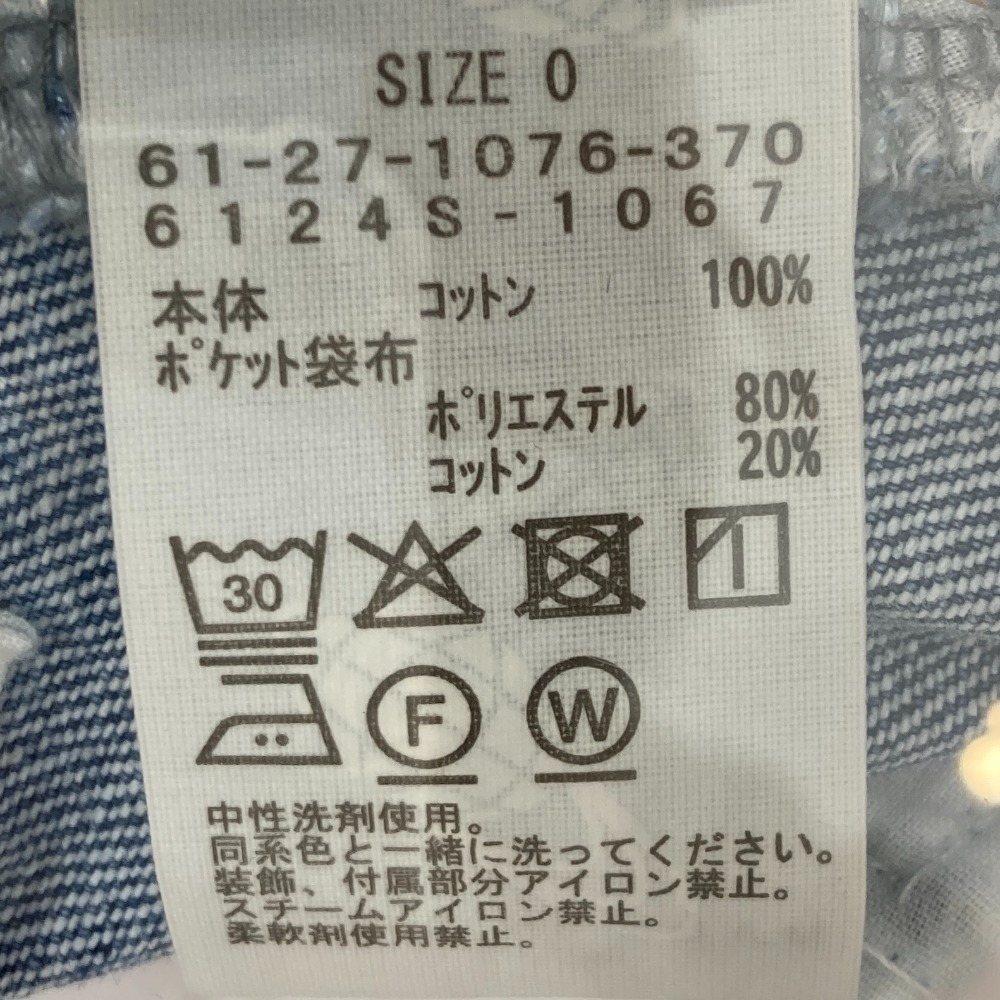 SIZE 0
61-27-1076-370
6124S-1067
本体 コットン 100%
ポケット袋布
ポリエステル 80%
コットン 20%
30
F W
中性洗剤使用。
同系色と一緒に洗ってください。
装飾、付属部分アイロン禁止。
スチームアイロン禁止。
柔軟剤使用禁止。